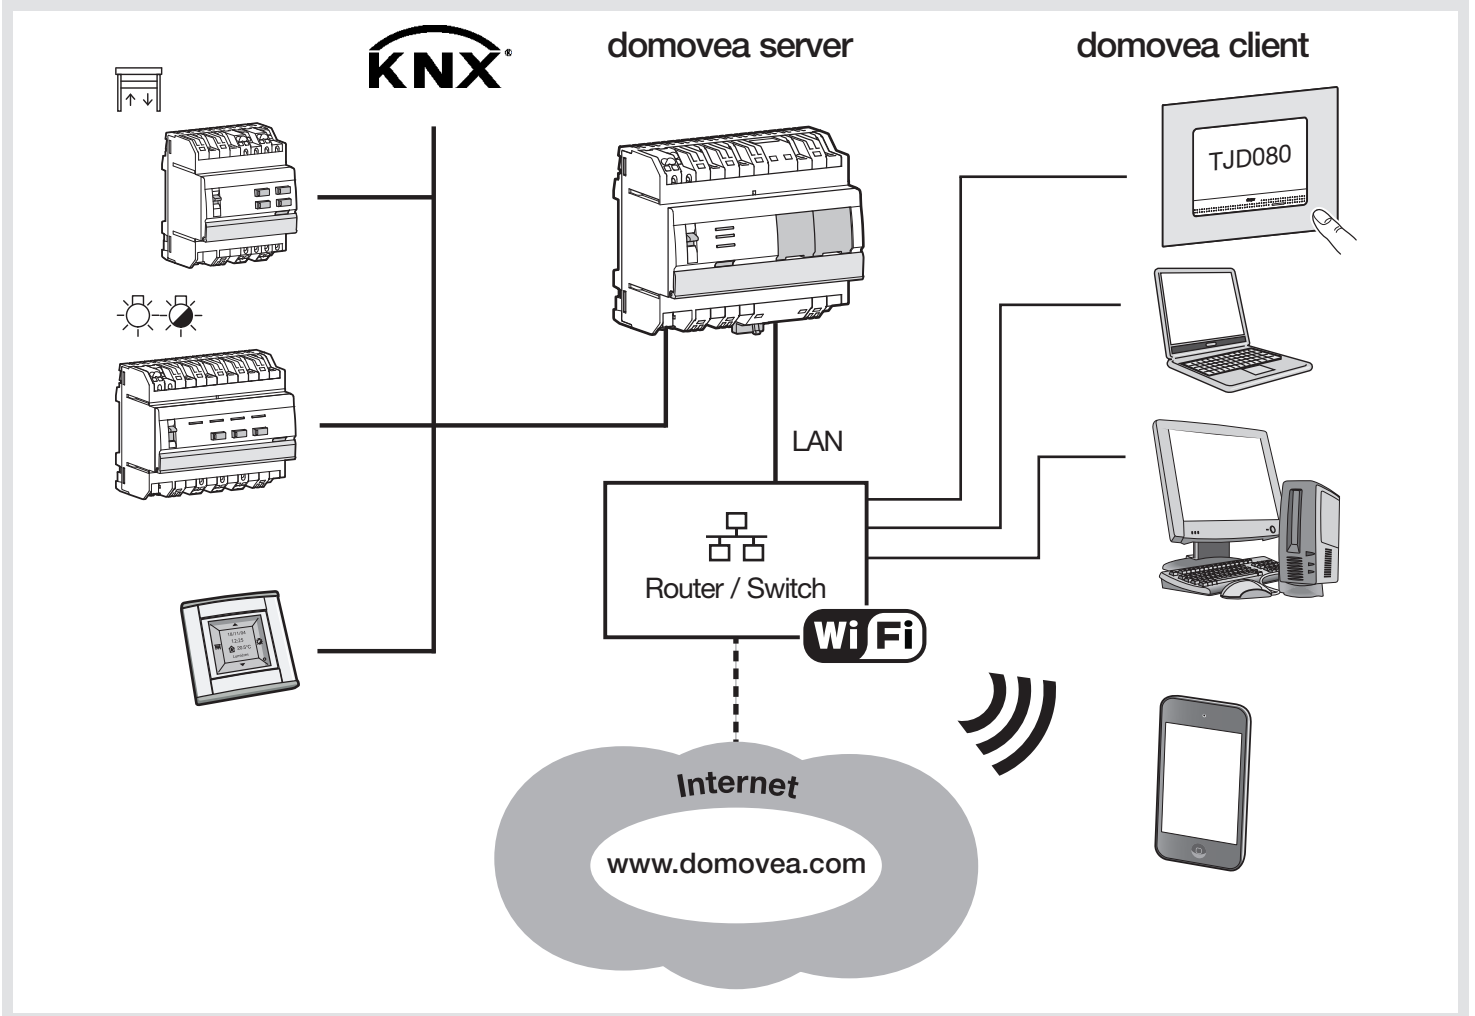 KNX®
domovea server
domovea client
TJD080
LAN
Router / Switch
Wi Fi
Internet
www.domovea.com